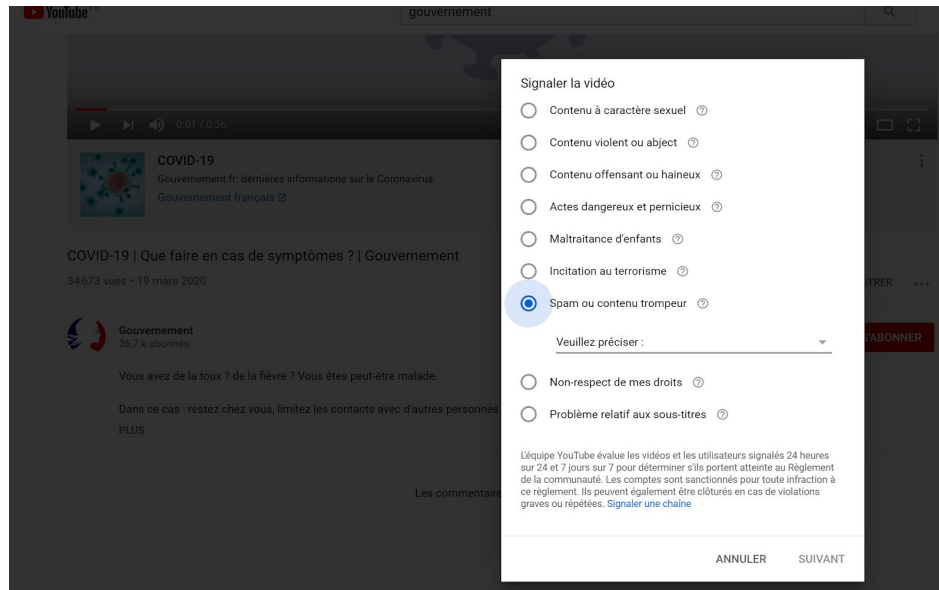 YouTube FR
gouvernement
0:01 / 0:36
COVID-19
Gouvernement.fr: dernières informations sur le Coronavirus.
Gouvernement français
COVID-19 | Que faire en cas de symptômes ? | Gouvernement
34 673 vues • 19 mars 2020
TRER
Gouvernement
26,7 k abonnés
'ABONNER
Vous avez de la toux ? de la fièvre ? Vous êtes peut-être malade.
Dans ce cas : restez chez vous, limitez les contacts avec d'autres personnes
PLUS
Les commentaire
Signaler la vidéo
Contenu à caractère sexuel
Contenu violent ou abject
Contenu offensant ou haineux
Actes dangereux et pernicieux
Maltraitance d'enfants
Incitation au terrorisme
Spam ou contenu trompeur
Veuillez préciser :
Non-respect de mes droits
Problème relatif aux sous-titres
L'équipe YouTube évalue les vidéos et les utilisateurs signalés 24 heures
sur 24 et 7 jours sur 7 pour déterminer s'ils portent atteinte au Règlement
de la communauté. Les comptes sont sanctionnés pour toute infraction à
ce règlement. Ils peuvent également être clôturés en cas de violations
graves ou répétées. Signaler une chaîne
ANNULER SUIVANT